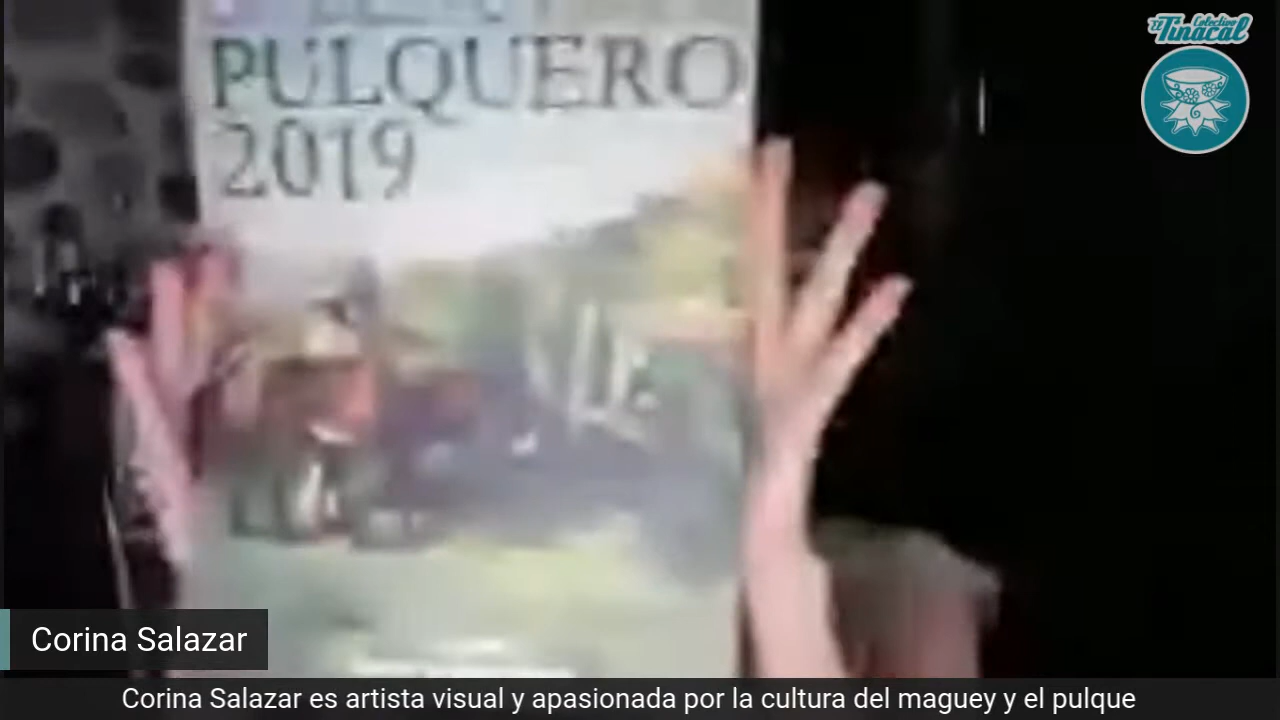 PULQUERO
2019
Colectivo
El Tinacal
Corina Salazar
Corina Salazar es artista visual y apasionada por la cultura del maguey y el pulque